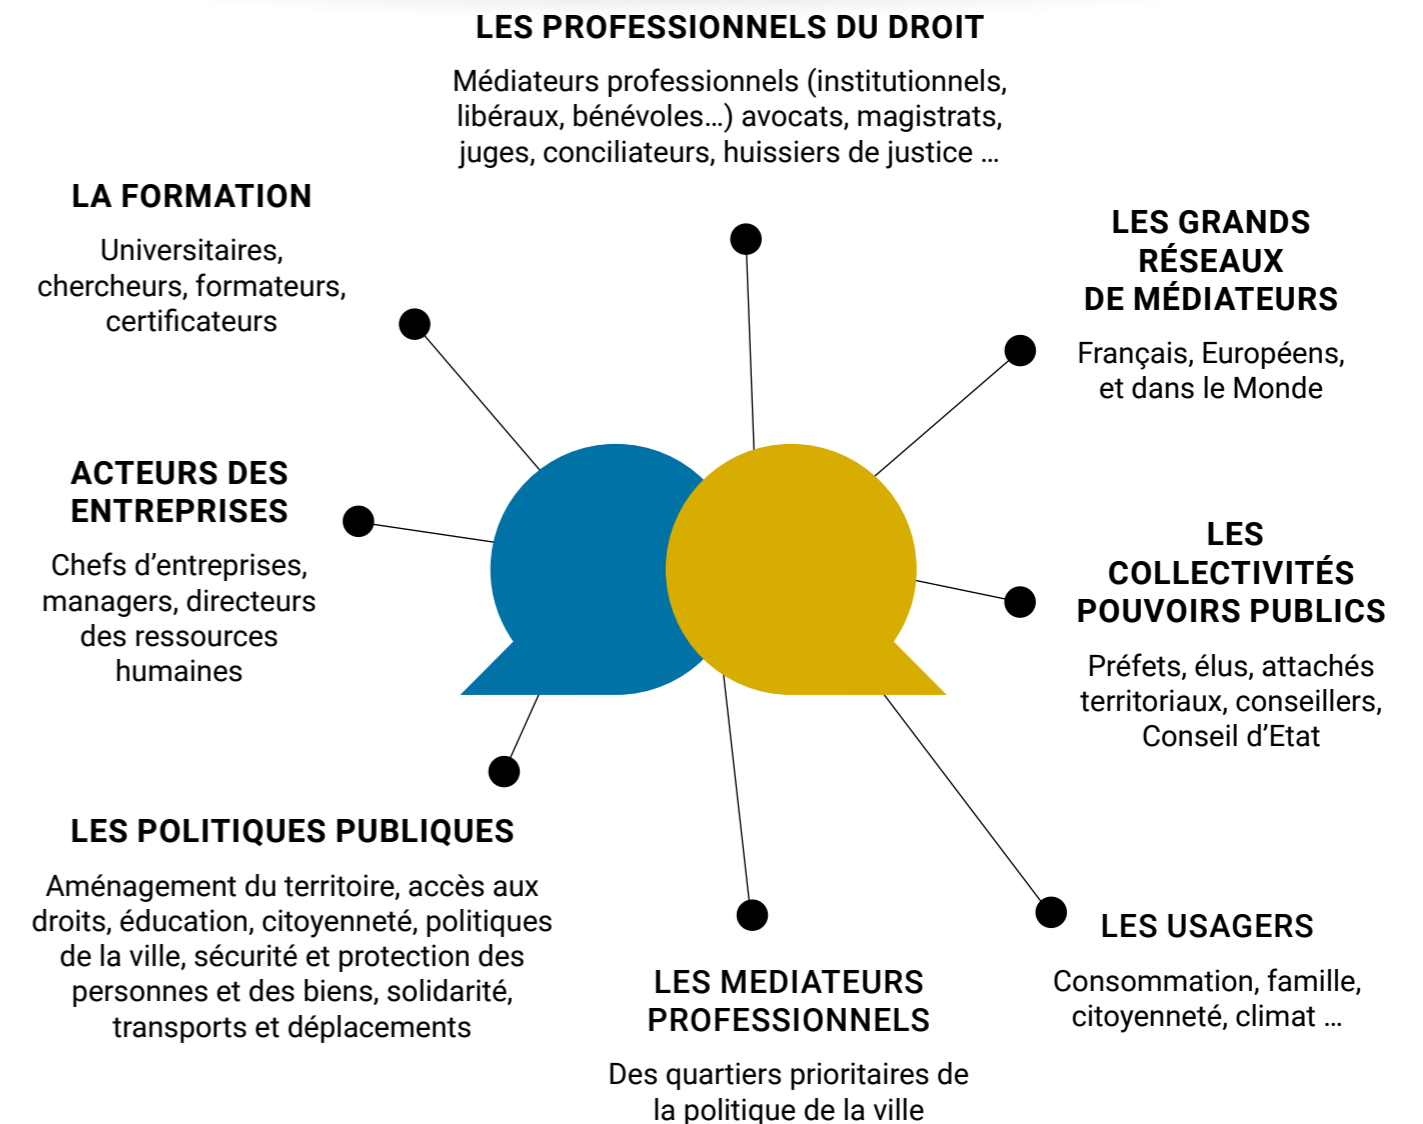 LES PROFESSIONNELS DU DROIT
Médiateurs professionnels (institutionnels,
libéraux, bénévoles…) avocats, magistrats,
juges, conciliateurs, huissiers de justice …
LA FORMATION
Universitaires,
chercheurs, formateurs,
certificateurs
LES GRANDS
RÉSEAUX
DE MÉDIATEURS
Français, Européens,
et dans le Monde
ACTEURS DES
ENTREPRISES
Chefs d’entreprises,
managers, directeurs
des ressources
humaines
LES
COLLECTIVITÉS
POUVOIRS PUBLICS
Préfets, élus, attachés
territoriaux, conseillers,
Conseil d’Etat
LES POLITIQUES PUBLIQUES
Aménagement du territoire, accès aux
droits, éducation, citoyenneté, politiques
de la ville, sécurité et protection des
personnes et des biens, solidarité,
transports et déplacements
LES MEDIATEURS
PROFESSIONNELS
Des quartiers prioritaires de
la politique de la ville
LES USAGERS
Consommation, famille,
citoyenneté, climat …